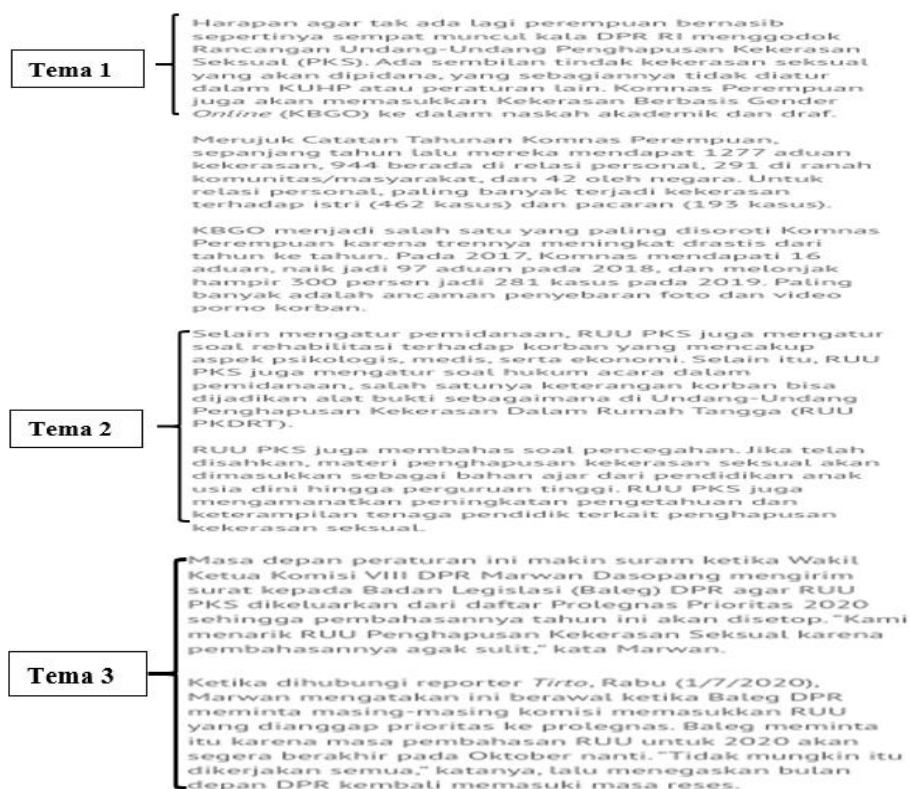 Tema 1
Harapan agar tak ada lagi perempuan bernasib
sepertinya sempat muncul kala DPR RI menggodok
Rancangan Undang-Undang Penghapusan Kekerasan
Seksual (PKS). Ada sembilan tindak kekerasan seksual
yang akan dipidana, yang sebagiannya tidak diatur
dalam KUHP atau peraturan lain. Komnas Perempuan
juga akan memasukkan Kekerasan Berbasis Gender
Online (KBGO) ke dalam naskah akademik dan draf.
Merujuk Catatan Tahunan Komnas Perempuan,
sepanjang tahun lalu mereka mendapat 1277 aduan
kekerasan, 944 berada di relasi personal, 291 di ranah
komunitas/masyarakat, dan 42 oleh negara. Untuk
relasi personal, paling banyak terjadi kekerasan
terhadap istri (462 kasus) dan pacaran (193 kasus).
KBGO menjadi salah satu yang paling disoroti Komnas
Perempuan karena trennya meningkat drastis dari
tahun ke tahun. Pada 2017, Komnas mendapati 16
aduan, naik jadi 97 aduan pada 2018, dan melonjak
hampir 300 persen jadi 281 kasus pada 2019. Paling
banyak adalah ancaman penyebaran foto dan video
porno korban.
Tema 2
Selain mengatur pemidanaan, RUU PKS juga mengatur
soal rehabilitasi terhadap korban yang mencakup
aspek psikologis, medis, serta ekonomi. Selain itu, RUU
PKS juga mengatur soal hukum acara dalam
pemidanaan, salah satunya keterangan korban bisa
dijadikan alat bukti sebagaimana di Undang-Undang
Penghapusan Kekerasan Dalam Rumah Tangga (RUU
PKDRT).
RUU PKS juga membahas soal pencegahan. Jika telah
disahkan, materi penghapusan kekerasan seksual akan
dimasukkan sebagai bahan ajar dari pendidikan anak
usia dini hingga perguruan tinggi. RUU PKS juga
mengamanatkan peningkatan pengetahuan dan
keterampilan tenaga pendidik terkait penghapusan
kekerasan seksual.
Tema 3
Masa depan peraturan ini makin suram ketika Wakil
Ketua Komisi VIII DPR Marwan Dasopang mengirim
surat kepada Badan Legislasi (Baleg) DPR agar RUU
PKS dikeluarkan dari daftar Prolegnas Prioritas 2020
sehingga pembahasannya tahun ini akan disetop. "Kami
menarik RUU Penghapusan Kekerasan Seksual karena
pembahasannya agak sulit," kata Marwan.
Ketika dihubungi reporter Tirto, Rabu (1/7/2020),
Marwan mengatakan ini berawal ketika Baleg DPR
meminta masing-masing komisi memasukkan RUU
yang dianggap prioritas ke prolegnas. Baleg meminta
itu karena masa pembahasan RUU untuk 2020 akan
segera berakhir pada Oktober nanti. "Tidak mungkin itu
dikerjakan semua," katanya, lalu menegaskan bulan
depan DPR kembali memasuki masa reses.